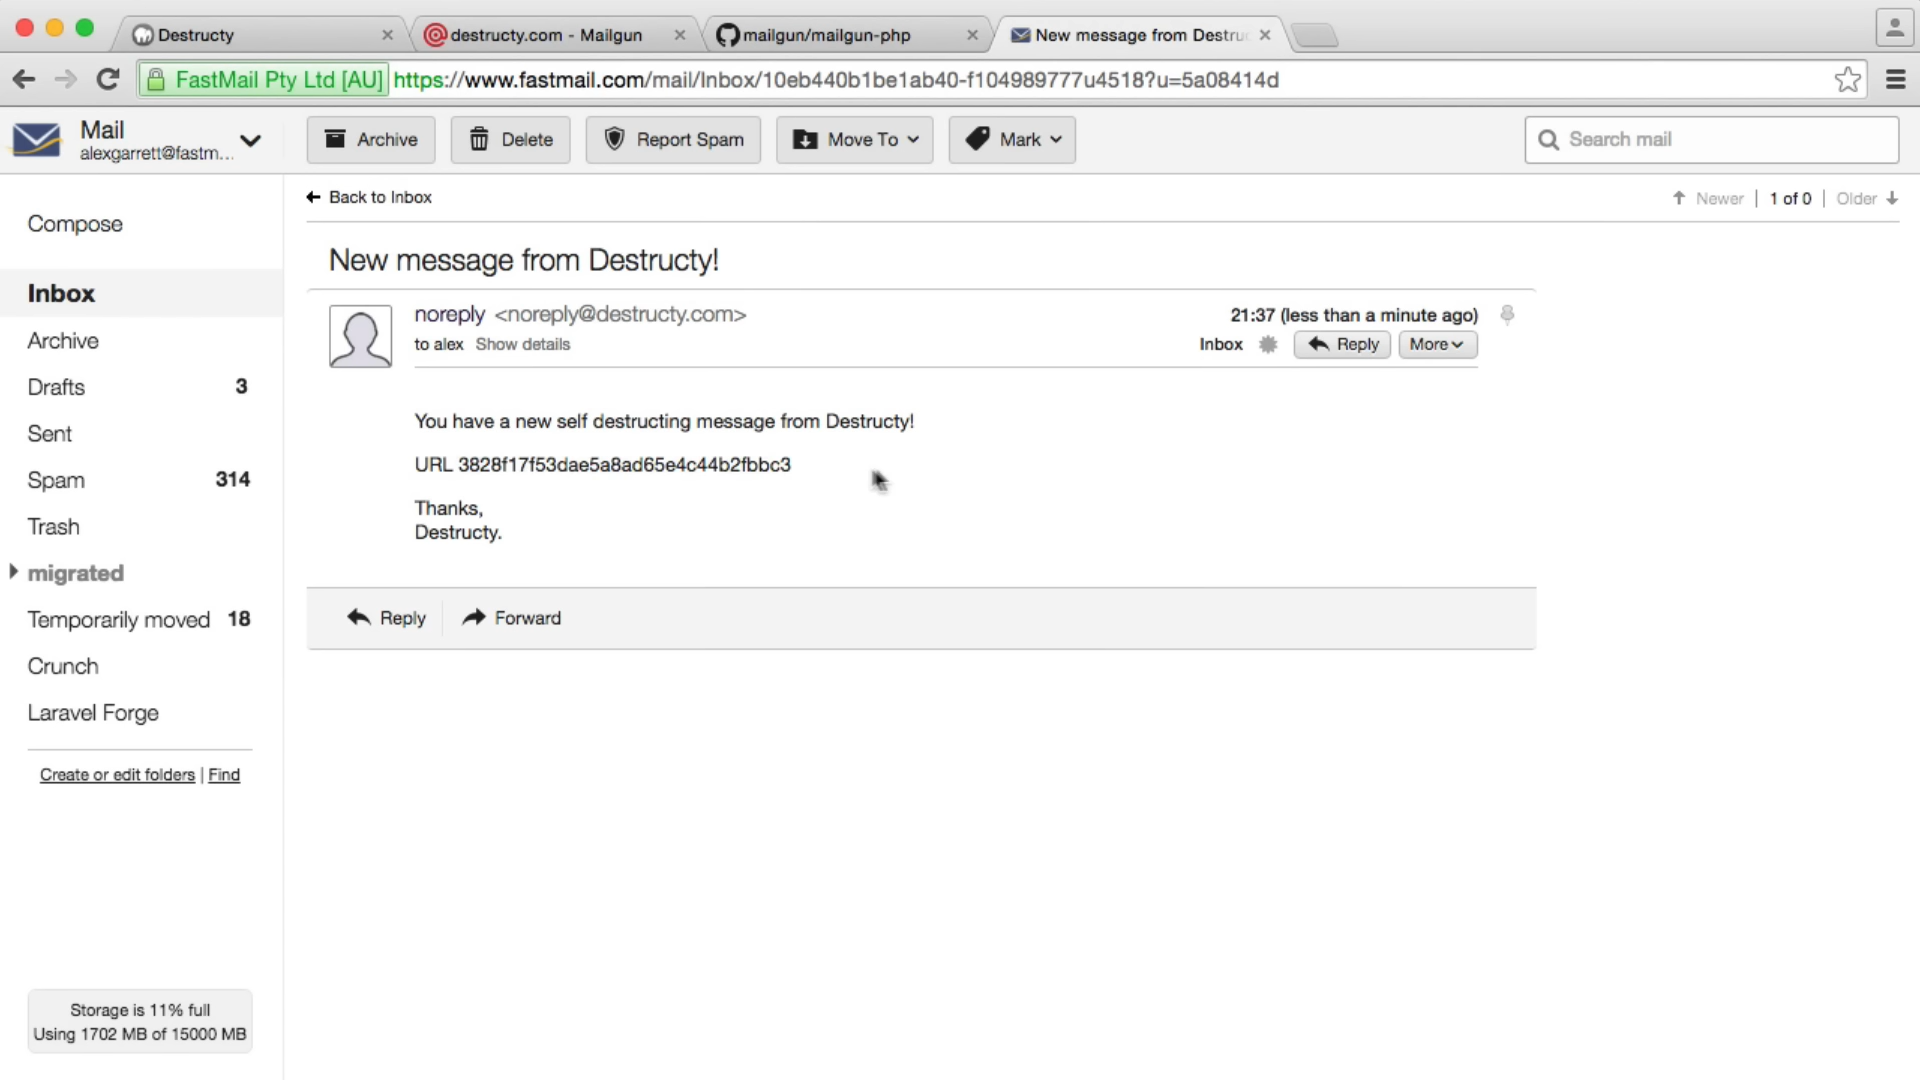 Destructy
destructy.com - Mailgun
mailgun/mailgun-php
New message from Destru
FastMail Pty Ltd [AU] https://www.fastmail.com/mail/Inbox/10eb440b1be1ab40-f104989777u4518?u=5a08414d
Mail
alexgarrett@fastm...
Archive
Delete
Report Spam
Move To
Mark
Search mail
Back to Inbox
Newer | 1 of 0 | Older
Compose
Inbox
Archive
Drafts 3
Sent
Spam 314
Trash
migrated
Temporarily moved 18
Crunch
Laravel Forge
Create or edit folders | Find
Storage is 11% full
Using 1702 MB of 15000 MB
New message from Destructy!
noreply <noreply@destructy.com>
21:37 (less than a minute ago)
to alex Show details
Inbox
Reply
More
You have a new self destructing message from Destructy!
URL 3828f17f53dae5a8ad65e4c44b2fbbc3
Thanks,
Destructy.
Reply
Forward